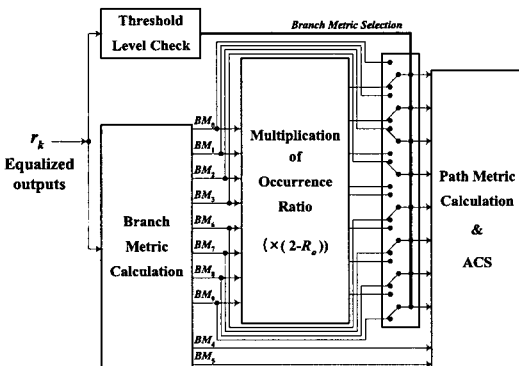 Threshold
Level Check
Branch Metric Selection
r_k
Equalized
outputs
Branch
Metric
Calculation
BM_0
BM_1
BM_2
BM_3
BM_6
BM_7
BM_8
BM_9
BM_4
BM_5
Multiplication
of
Occurrence
Ratio
(×(2-R_o))
Path Metric
Calculation
&
ACS